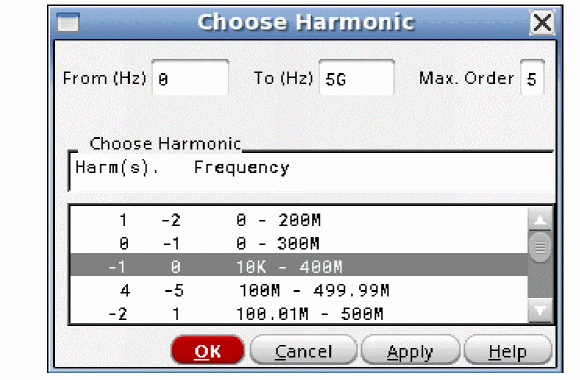 Choose Harmonic
From (Hz) 0 To (Hz) 5G Max. Order 5
Choose Harmonic
Harm(s). Frequency
1 -2 0 - 200M
0 -1 0 - 300M
-1 0 10K - 400M
4 -5 100M - 499.99M
-2 1 100.01M - 500M
OK Cancel Apply Help